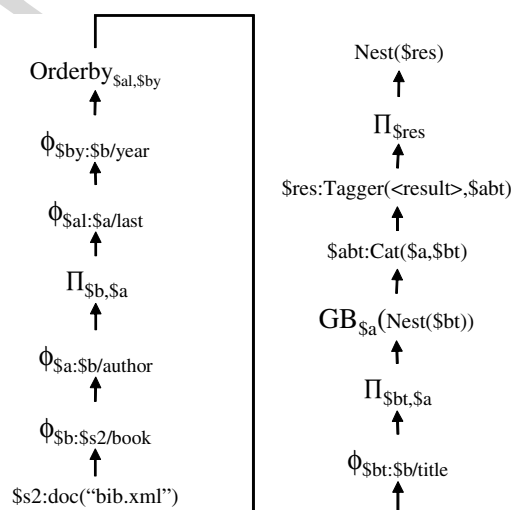 Orderby$al,$by
ϕ$by:$b/year
ϕ$al:$a/last
Π$b,$a
ϕ$a:$b/author
ϕ$b:$s2/book
$s2:doc(“bib.xml”)
Nest($res)
Π$res
$res:Tagger(<result>,$abt)
$abt:Cat($a,$bt)
GB$a(Nest($bt))
Π$bt,$a
ϕ$bt:$b/title